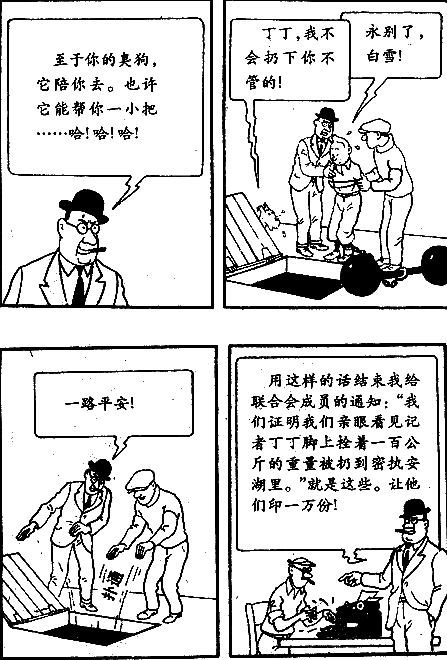 至于你的臭狗，
它陪你去。也许
它能帮你一小把
……哈！哈！哈！
丁丁，我不
会扔下你不
管的！
永别了，
白雪！
一路平安！
扑通
用这样的话结束我给
联合会成员的通知：“我
们证明我们亲眼看见记
者丁丁脚上拴着一百公
斤的重量被扔到密执安
湖里。”就是这些。让他
们印一万份！